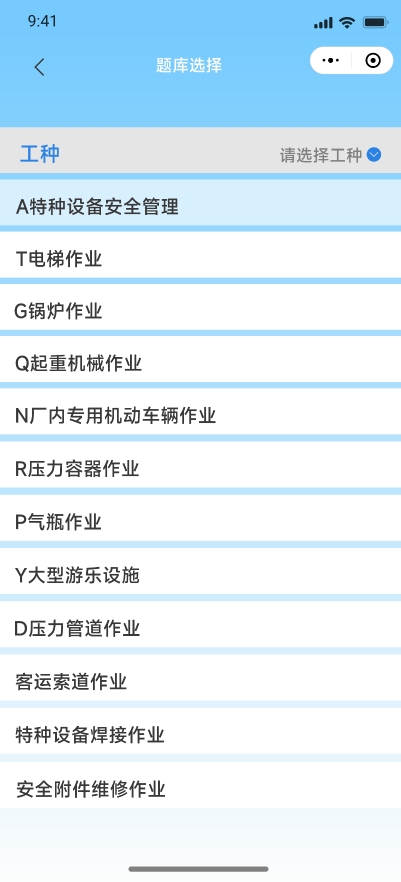 9:41
题库选择
工种 请选择工种
A特种设备安全管理
T电梯作业
G锅炉作业
Q起重机械作业
N厂内专用机动车辆作业
R压力容器作业
P气瓶作业
Y大型游乐设施
D压力管道作业
客运索道作业
特种设备焊接作业
安全附件维修作业